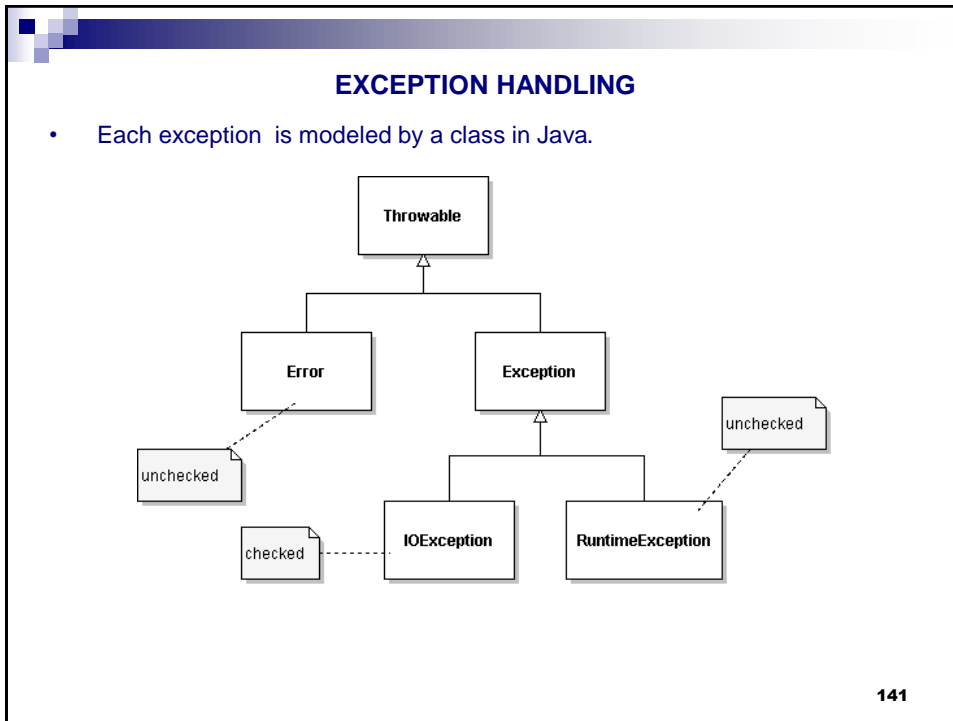 EXCEPTION HANDLING
• Each exception is modeled by a class in Java.
Throwable
Error
Exception
unchecked
unchecked
IOException
RuntimeException
checked
141